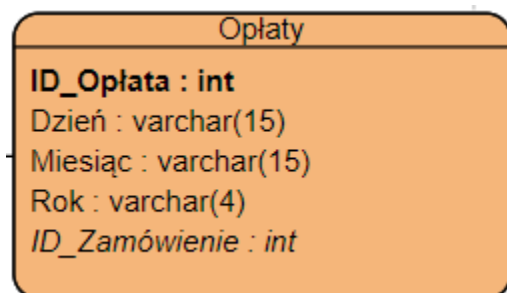 Opłaty
ID_Opłata : int
Dzień : varchar(15)
Miesiąc : varchar(15)
Rok : varchar(4)
ID_Zamówienie : int